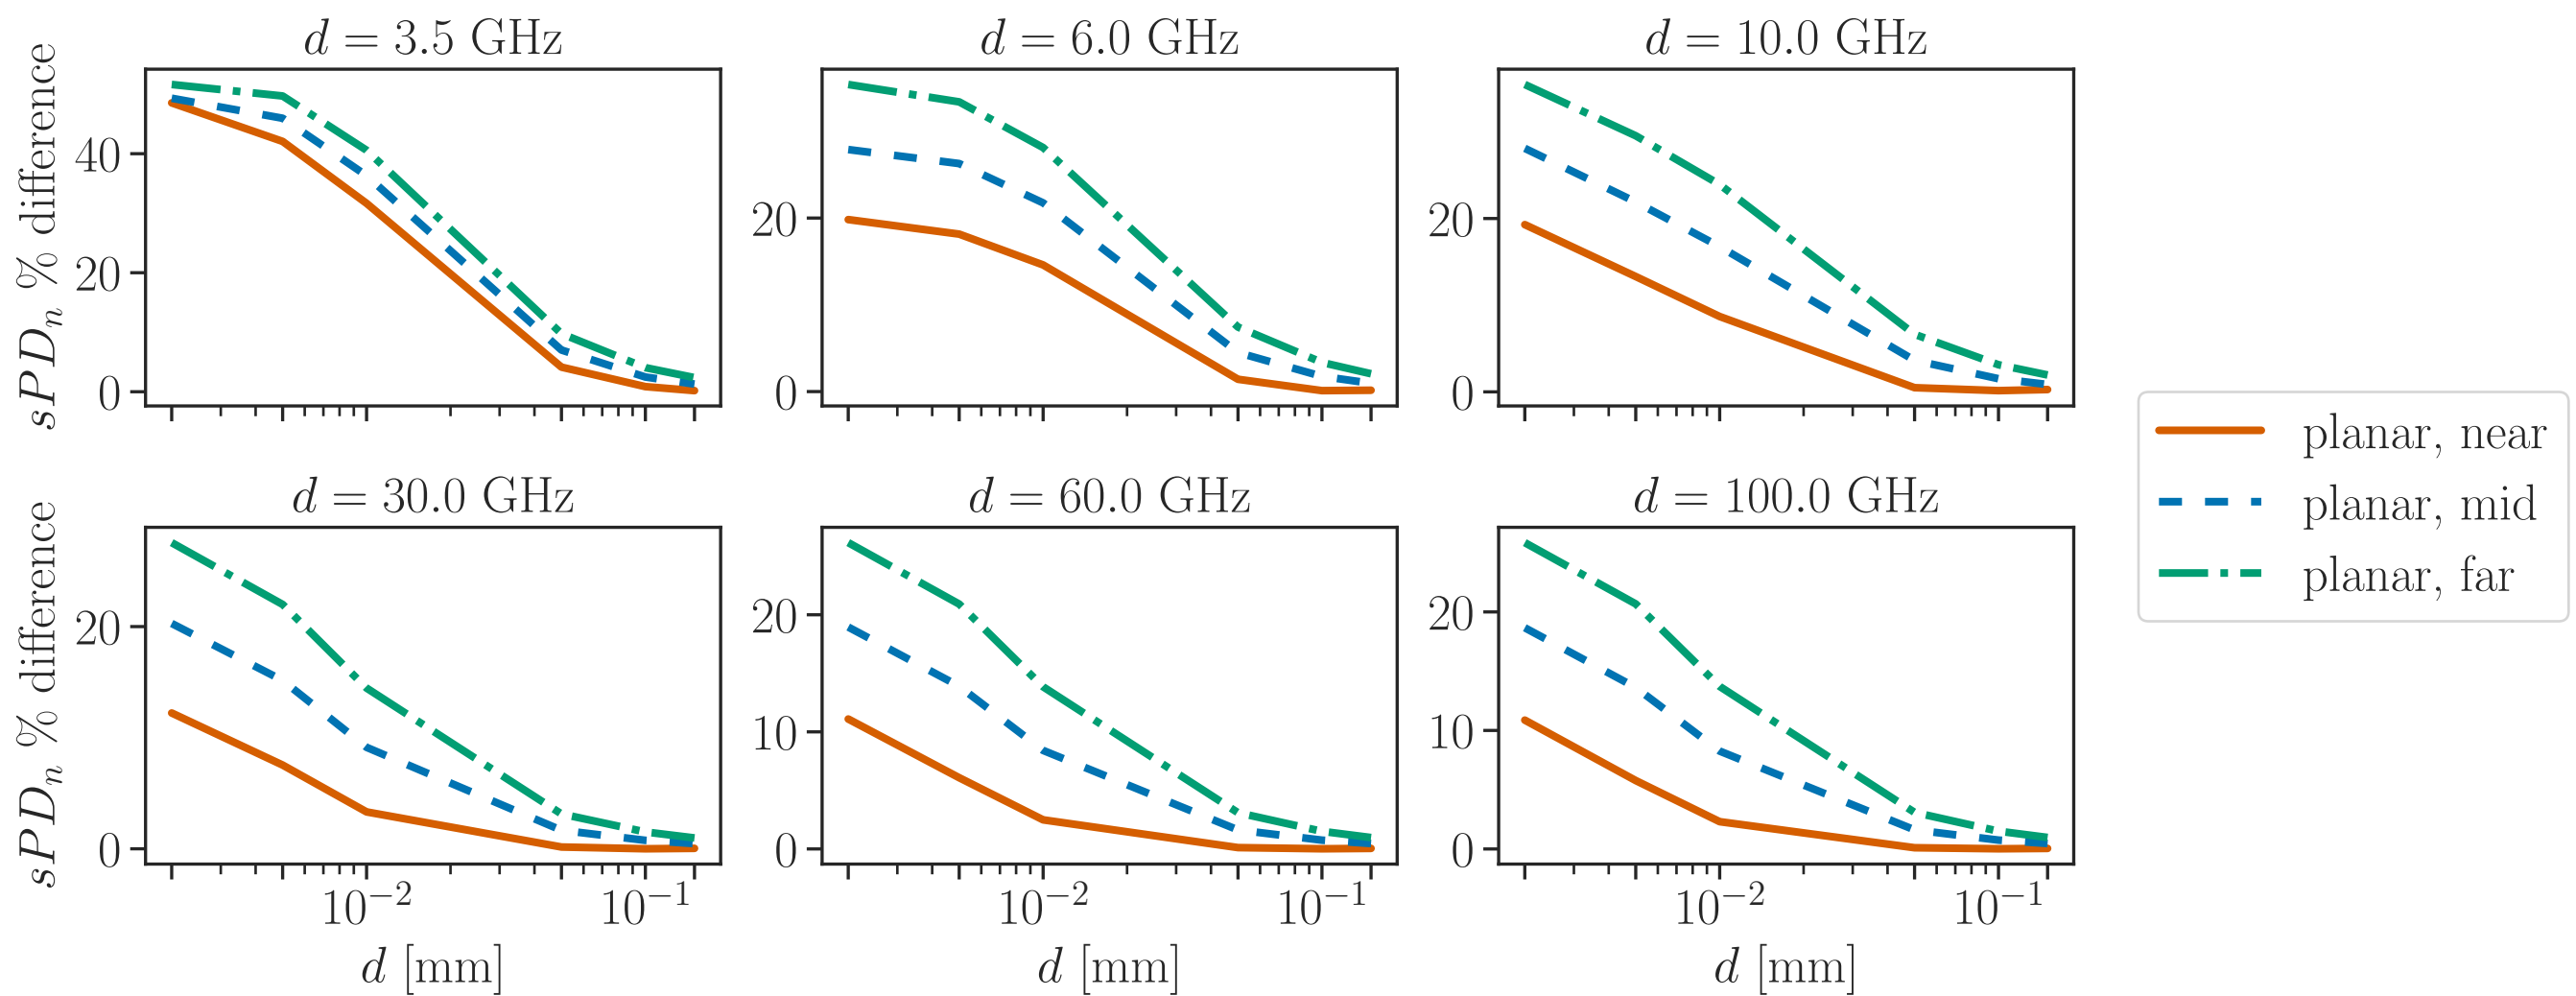 d = 3.5 GHz
d = 6.0 GHz
d = 10.0 GHz
sPDₙ % difference
40
20
0
20
0
20
0
d = 30.0 GHz
d = 60.0 GHz
d = 100.0 GHz
sPDₙ % difference
20
0
20
10
0
20
10
0
10⁻²
10⁻¹
10⁻²
10⁻¹
10⁻²
10⁻¹
d [mm]
d [mm]
d [mm]
planar, near
planar, mid
planar, far